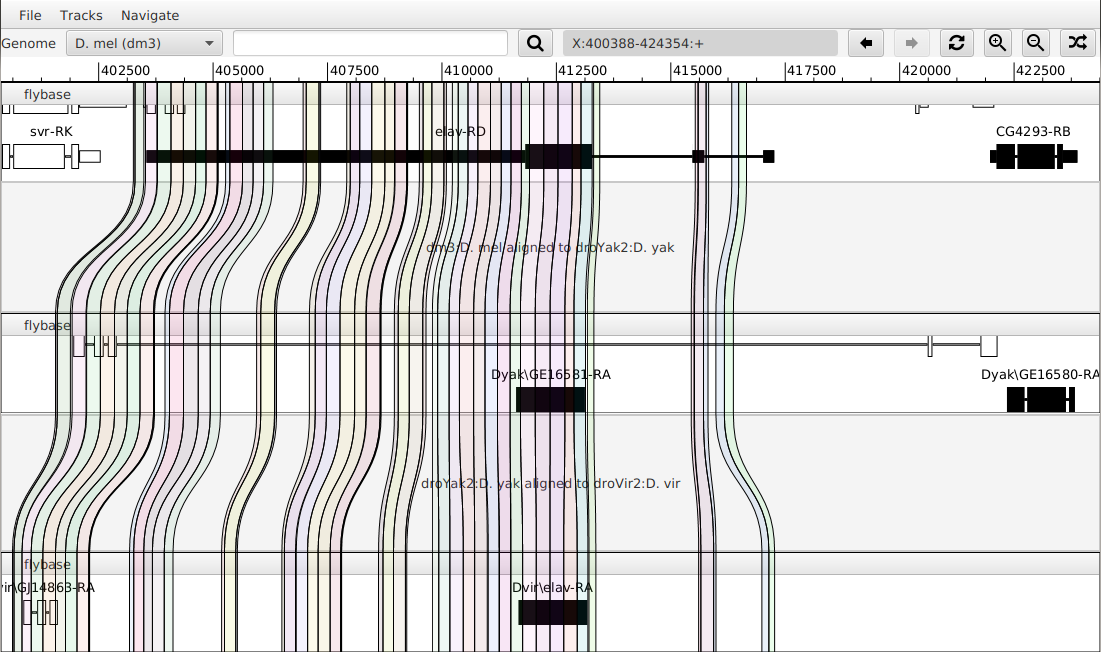 File Tracks Navigate
Genome D. mel (dm3) X:400388-424354:+
402500 405000 407500 410000 412500 415000 417500 420000 422500
flybase
svr-RK elav-RD CG4293-RB
dm3:D. mel aligned to droYak2:D. yak
flybase
Dyak\GE16581-RA Dyak\GE16580-RA
droYak2:D. yak aligned to droVir2:D. vir
flybase
vir\GJ14863-RA Dvir\elav-RA